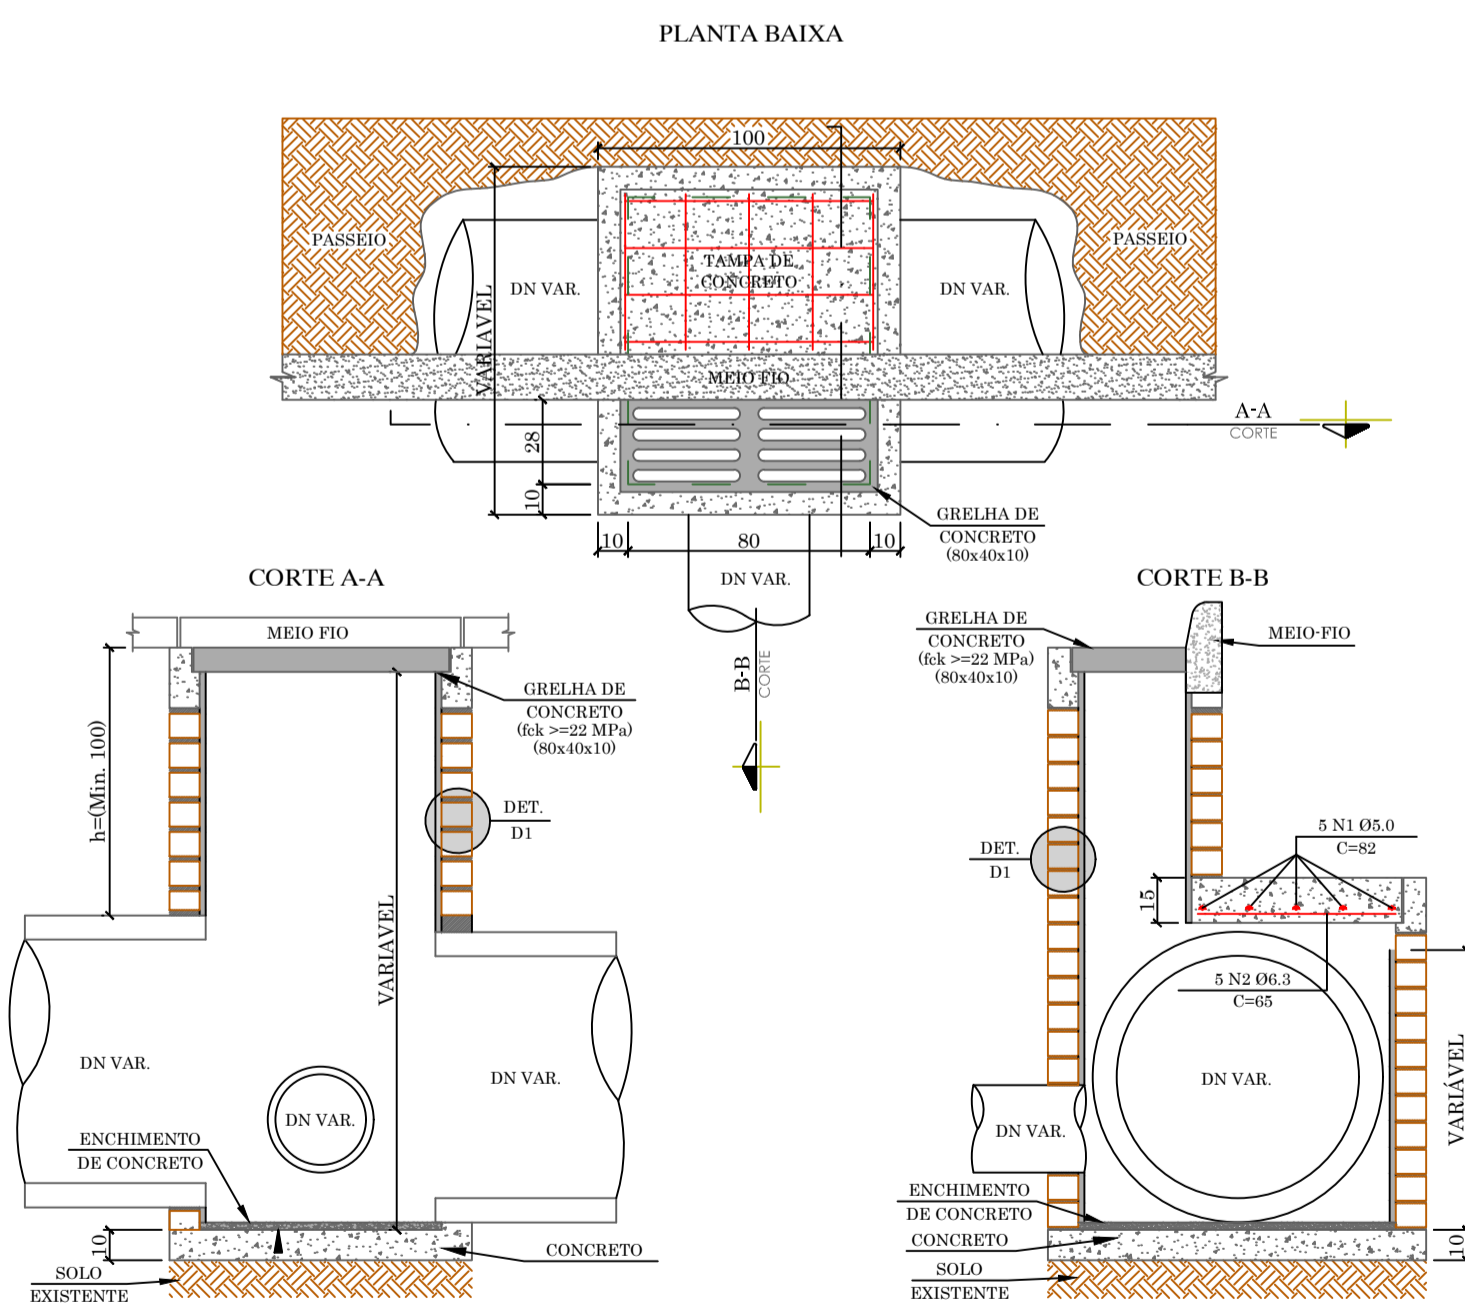 PLANTA BAIXA
100
PASSEIO
PASSEIO
TAMPA DE
CONCRETO
DN VAR.
DN VAR.
VARIAVEL
MEIO FIO
A-A
CORTE
28
10
GRELHA DE
CONCRETO
(80x40x10)
10
80
10
DN VAR.
B-B
CORTE
CORTE A-A
MEIO FIO
GRELHA DE
CONCRETO
(fck >=22 MPa)
(80x40x10)
h=(Min. 100)
DET.
D1
VARIAVEL
DN VAR.
DN VAR.
DN VAR.
ENCHIMENTO
DE CONCRETO
10
CONCRETO
SOLO
EXISTENTE
CORTE B-B
GRELHA DE
CONCRETO
(fck >=22 MPa)
(80x40x10)
MEIO-FIO
5 N1 Ø5.0
C=82
DET.
D1
15
5 N2 Ø6.3
C=65
DN VAR.
DN VAR.
VARIÁVEL
ENCHIMENTO
DE CONCRETO
CONCRETO
10
SOLO
EXISTENTE